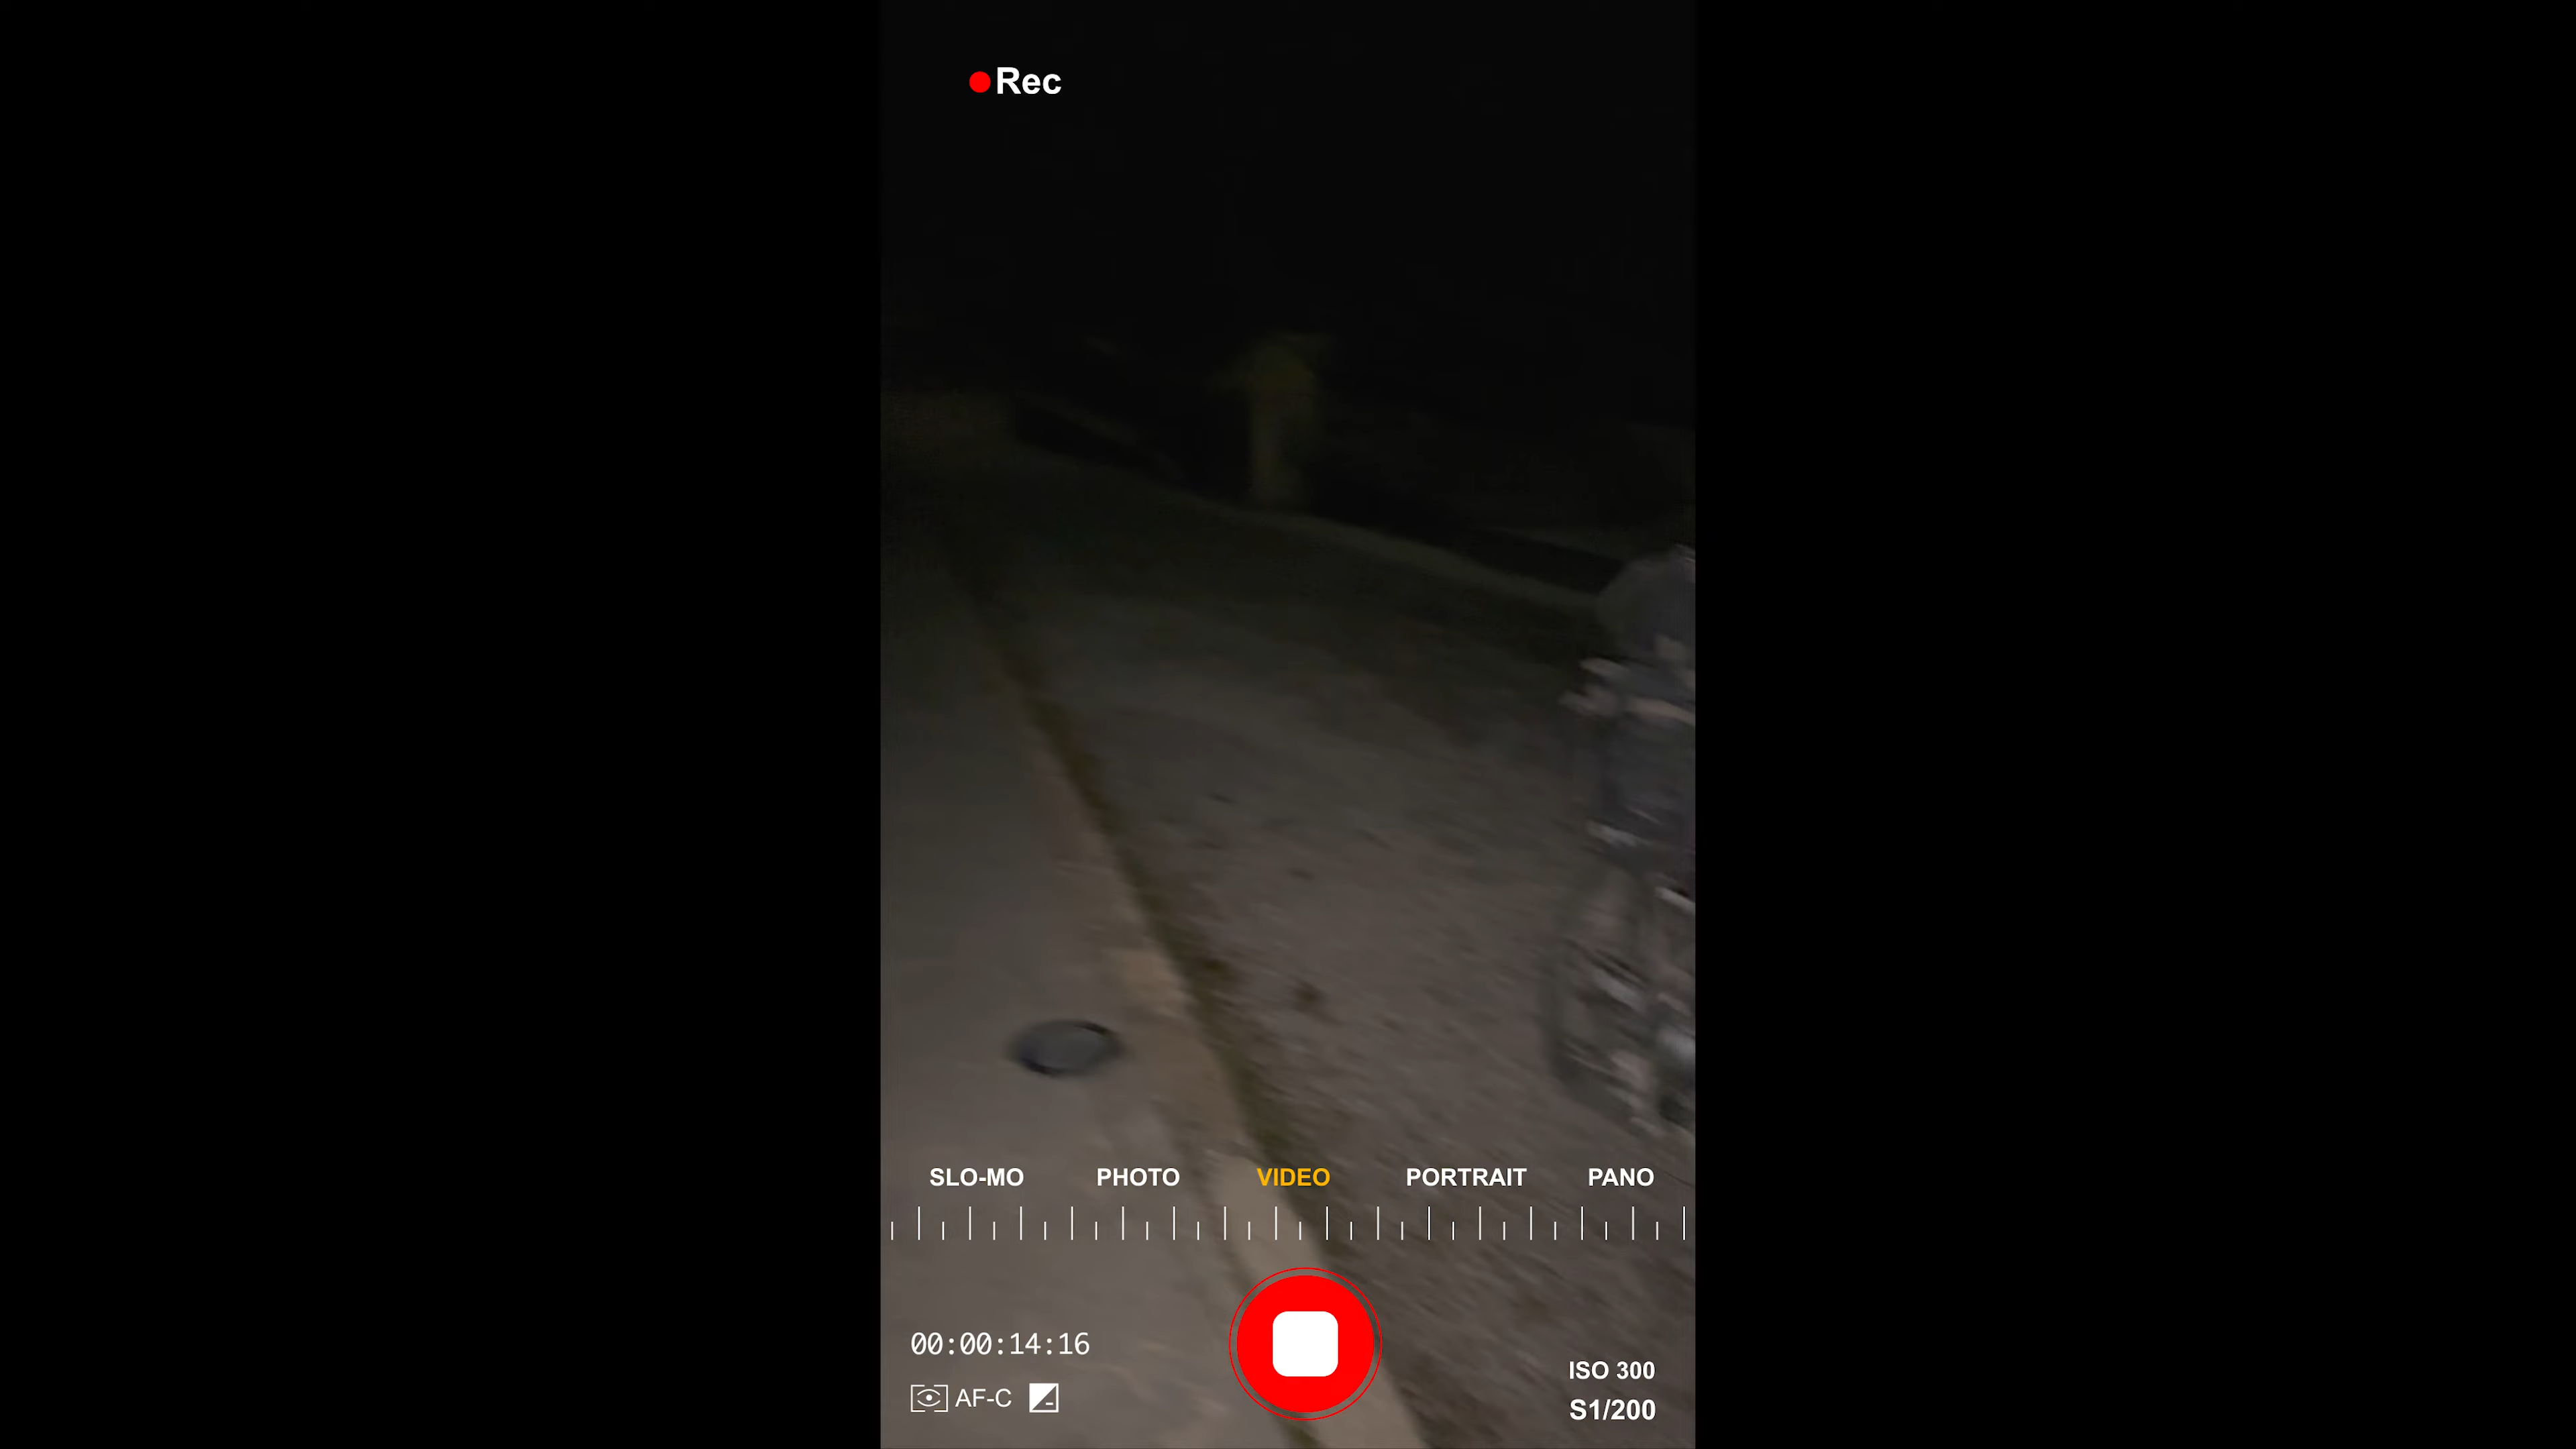 Rec
SLO-MO PHOTO VIDEO PORTRAIT PANO
00:00:14:16
AF-C
ISO 300
S1/200